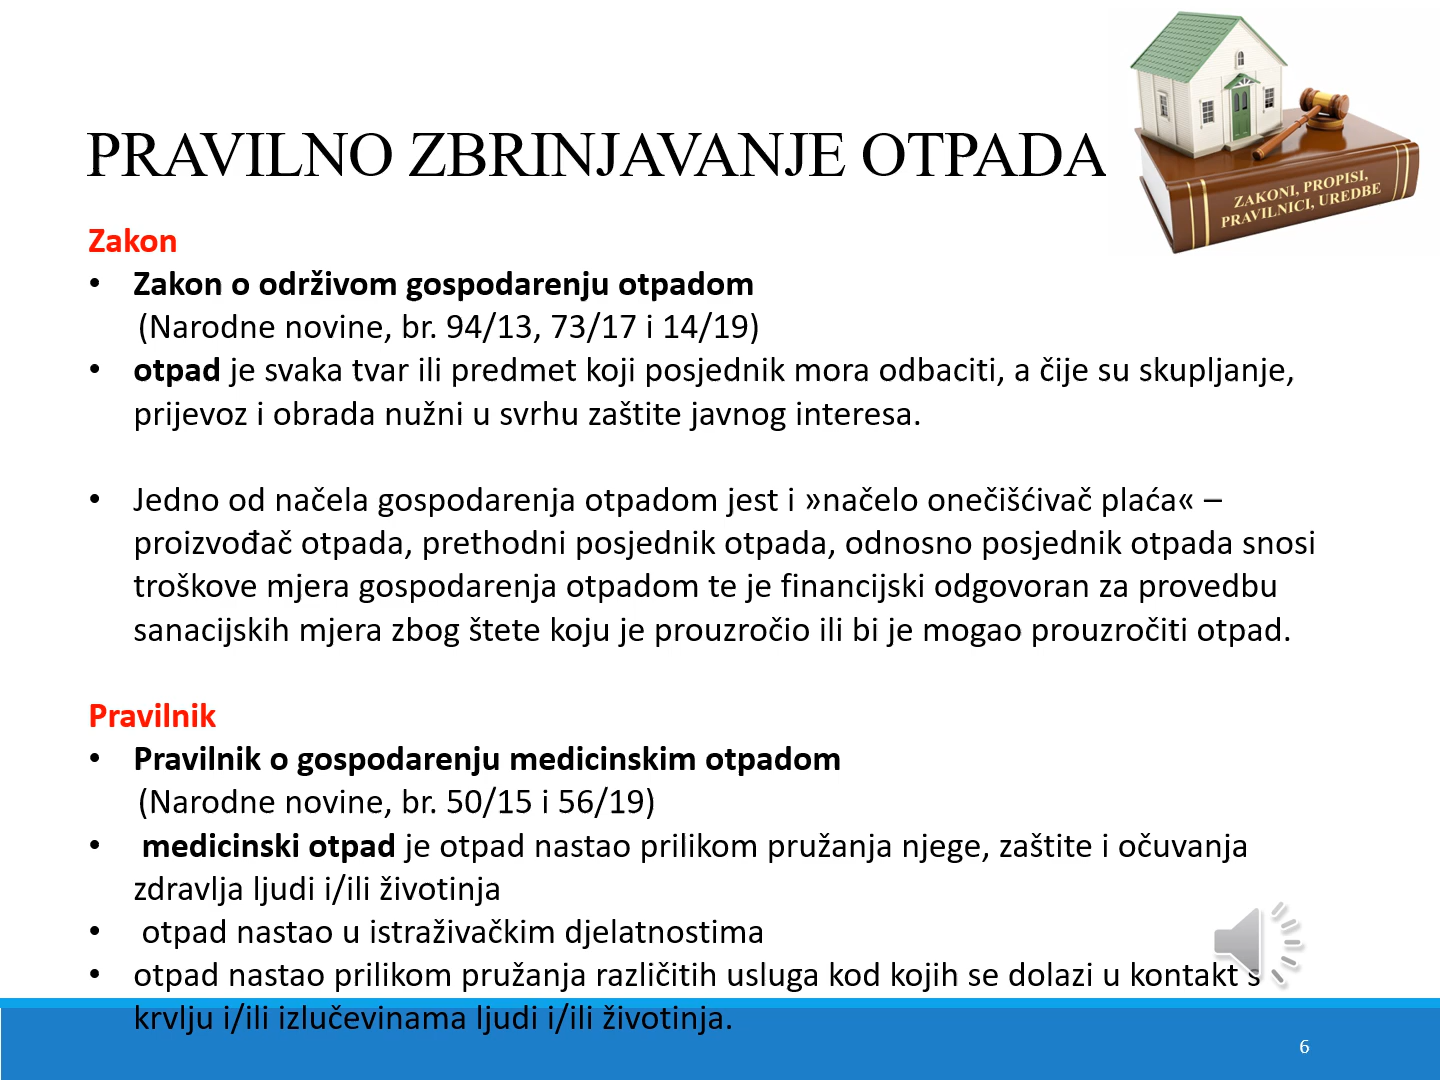 PRAVILNO ZBRINJAVANJE OTPADA
ZAKONI, PROPISI,
PRAVILNICI, UREDBE
Zakon
• Zakon o održivom gospodarenju otpadom
(Narodne novine, br. 94/13, 73/17 i 14/19)
• otpad je svaka tvar ili predmet koji posjednik mora odbaciti, a čije su skupljanje,
prijevoz i obrada nužni u svrhu zaštite javnog interesa.
• Jedno od načela gospodarenja otpadom jest i »načelo onečišćivač plaća« –
proizvođač otpada, prethodni posjednik otpada, odnosno posjednik otpada snosi
troškove mjera gospodarenja otpadom te je financijski odgovoran za provedbu
sanacijskih mjera zbog štete koju je prouzročio ili bi je mogao prouzročiti otpad.
Pravilnik
• Pravilnik o gospodarenju medicinskim otpadom
(Narodne novine, br. 50/15 i 56/19)
• medicinski otpad je otpad nastao prilikom pružanja njege, zaštite i očuvanja
zdravlja ljudi i/ili životinja
• otpad nastao u istraživačkim djelatnostima
• otpad nastao prilikom pružanja različitih usluga kod kojih se dolazi u kontakt s
krvlju i/ili izlučevinama ljudi i/ili životinja.
6